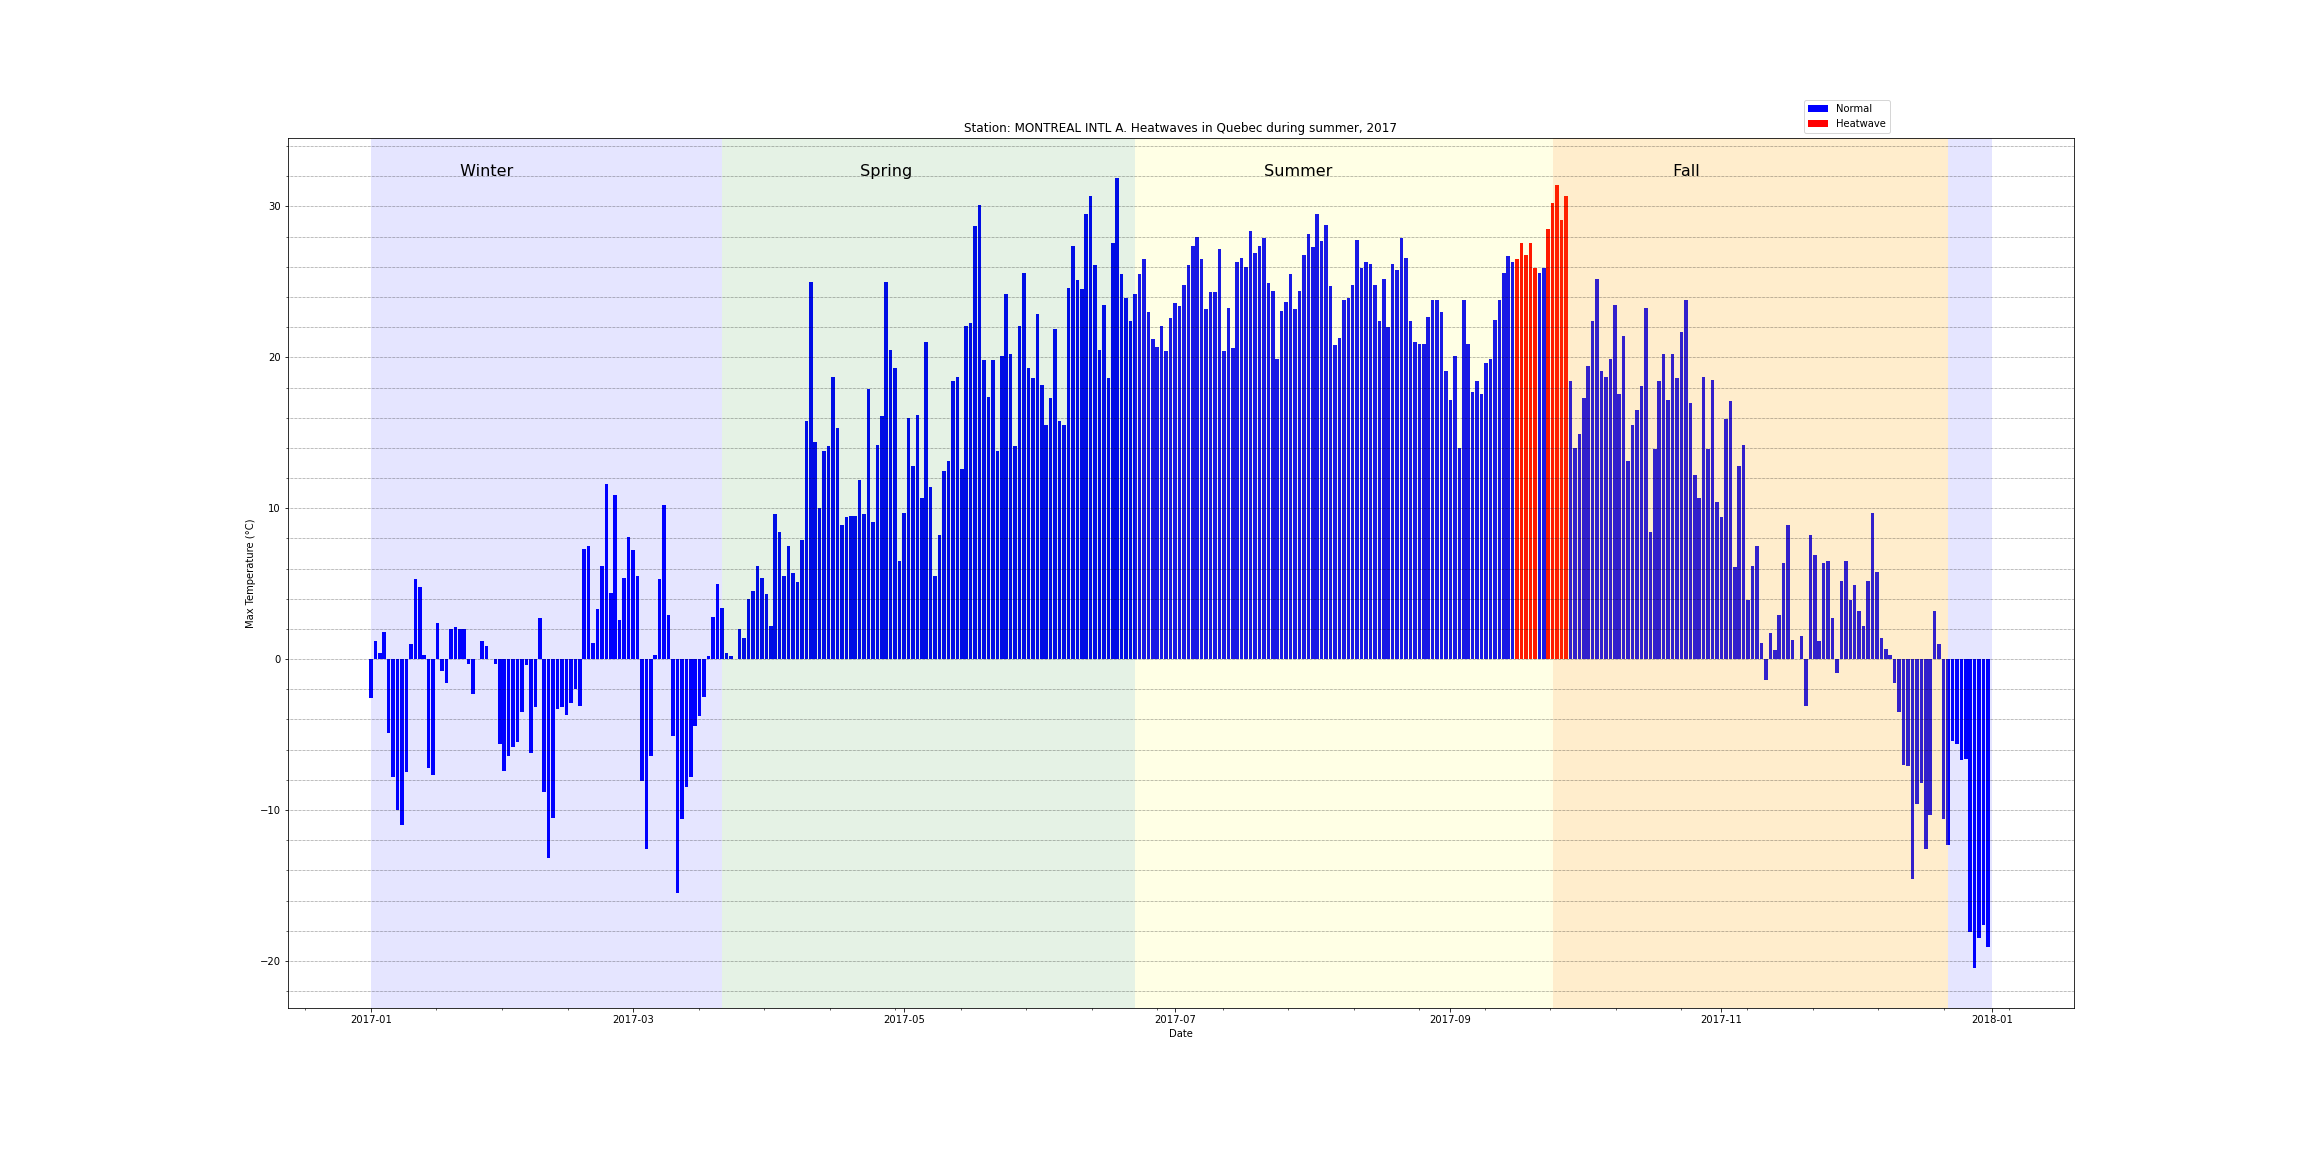 Normal
Heatwave
Station: MONTREAL INTL A. Heatwaves in Quebec during summer, 2017
Winter Spring Summer Fall
30
20
10
0
−10
−20
Max Temperature (°C)
2017-01 2017-03 2017-05 2017-07 2017-09 2017-11 2018-01
Date